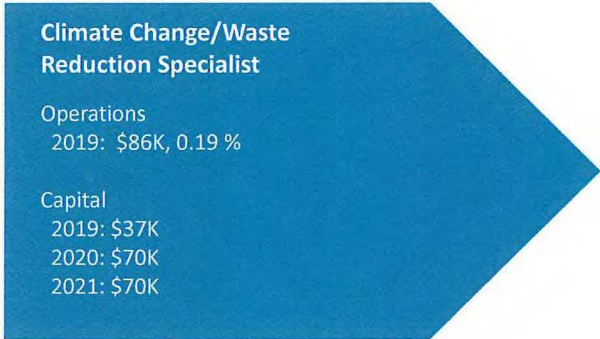 Climate Change/Waste
Reduction Specialist
Operations
2019: $86K, 0.19 %
Capital
2019: $37K
2020: $70K
2021: $70K